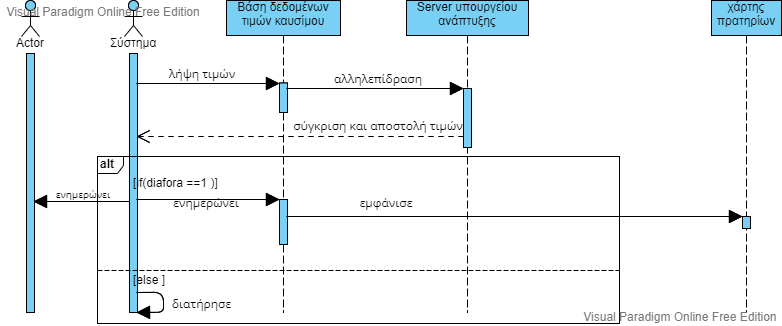 Visual Paradigm Online Free Edition
Actor
Σύστημα
Βάση δεδομένων
τιμών καυσίμου
Server υπουργείου
ανάπτυξης
χάρτης
πρατηρίων
λήψη τιμών
αλληλεπίδραση
σύγκριση και αποστολή τιμών
alt
[if(diafora ==1 )]
ενημερώνει
ενημερώνει
εμφάνισε
[else ]
διατήρησε
Visual Paradigm Online Free Edition